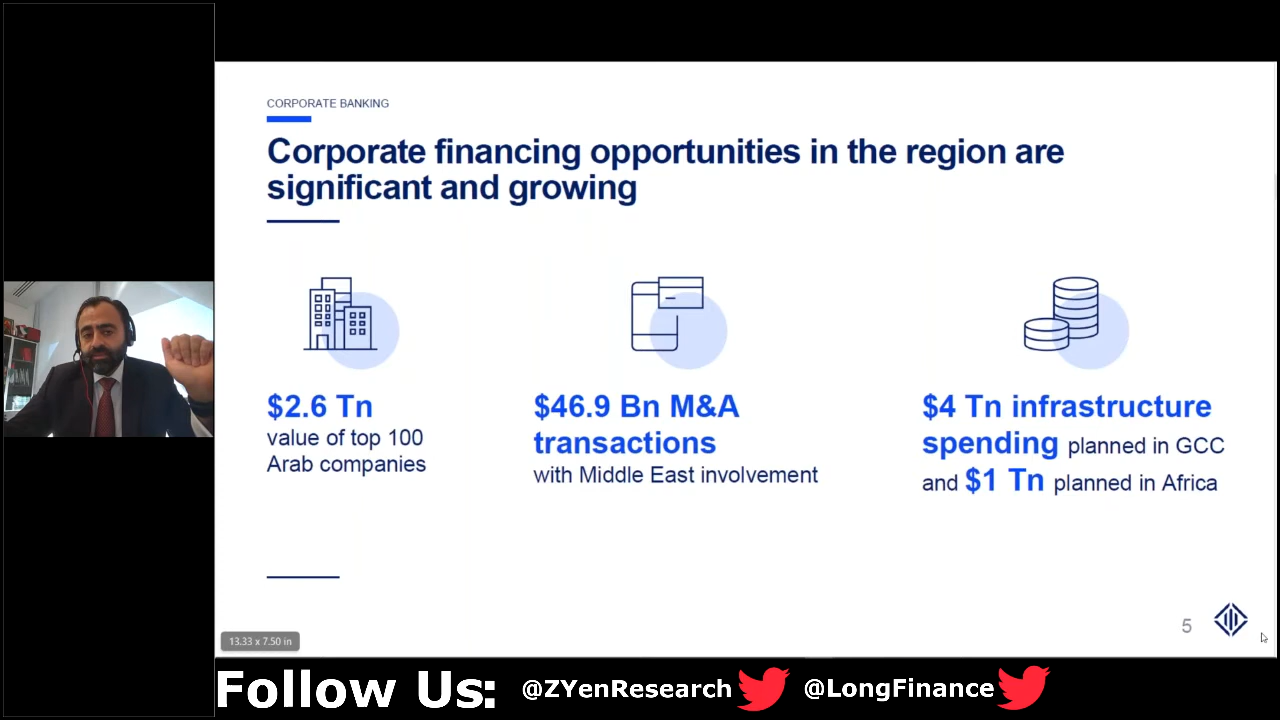 CORPORATE BANKING
Corporate financing opportunities in the region are
significant and growing
$2.6 Tn
value of top 100
Arab companies
$46.9 Bn M&A
transactions
with Middle East involvement
$4 Tn infrastructure
spending planned in GCC
and $1 Tn planned in Africa
5
13.33 x 7.50 in
Follow Us: @ZYenResearch @LongFinance